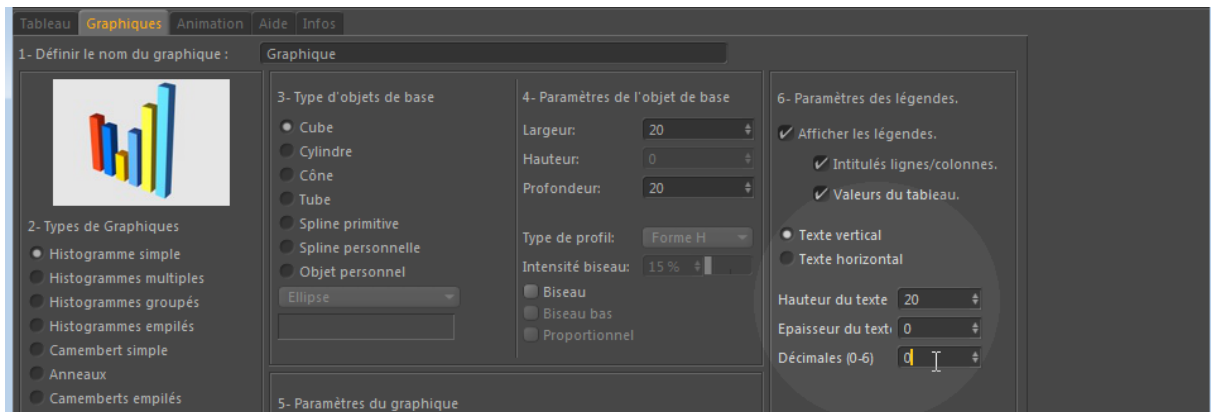 Tableau Graphiques Animation Aide Infos
1- Définir le nom du graphique : Graphique
2- Types de Graphiques
Histogramme simple
Histogrammes multiples
Histogrammes groupés
Histogrammes empilés
Camembert simple
Anneaux
Camemberts empilés
3- Type d'objets de base
Cube
Cylindre
Cône
Tube
Spline primitive
Spline personnelle
Objet personnel
Ellipse
4- Paramètres de l'objet de base
Largeur: 20
Hauteur: 0
Profondeur: 20
Type de profil: Forme H
Intensité biseau: 15 %
Biseau
Biseau bas
Proportionnel
5- Paramètres du graphique
6- Paramètres des légendes.
Afficher les légendes.
Intitulés lignes/colonnes.
Valeurs du tableau.
Texte vertical
Texte horizontal
Hauteur du texte 20
Epaisseur du text 0
Décimales (0-6) 0